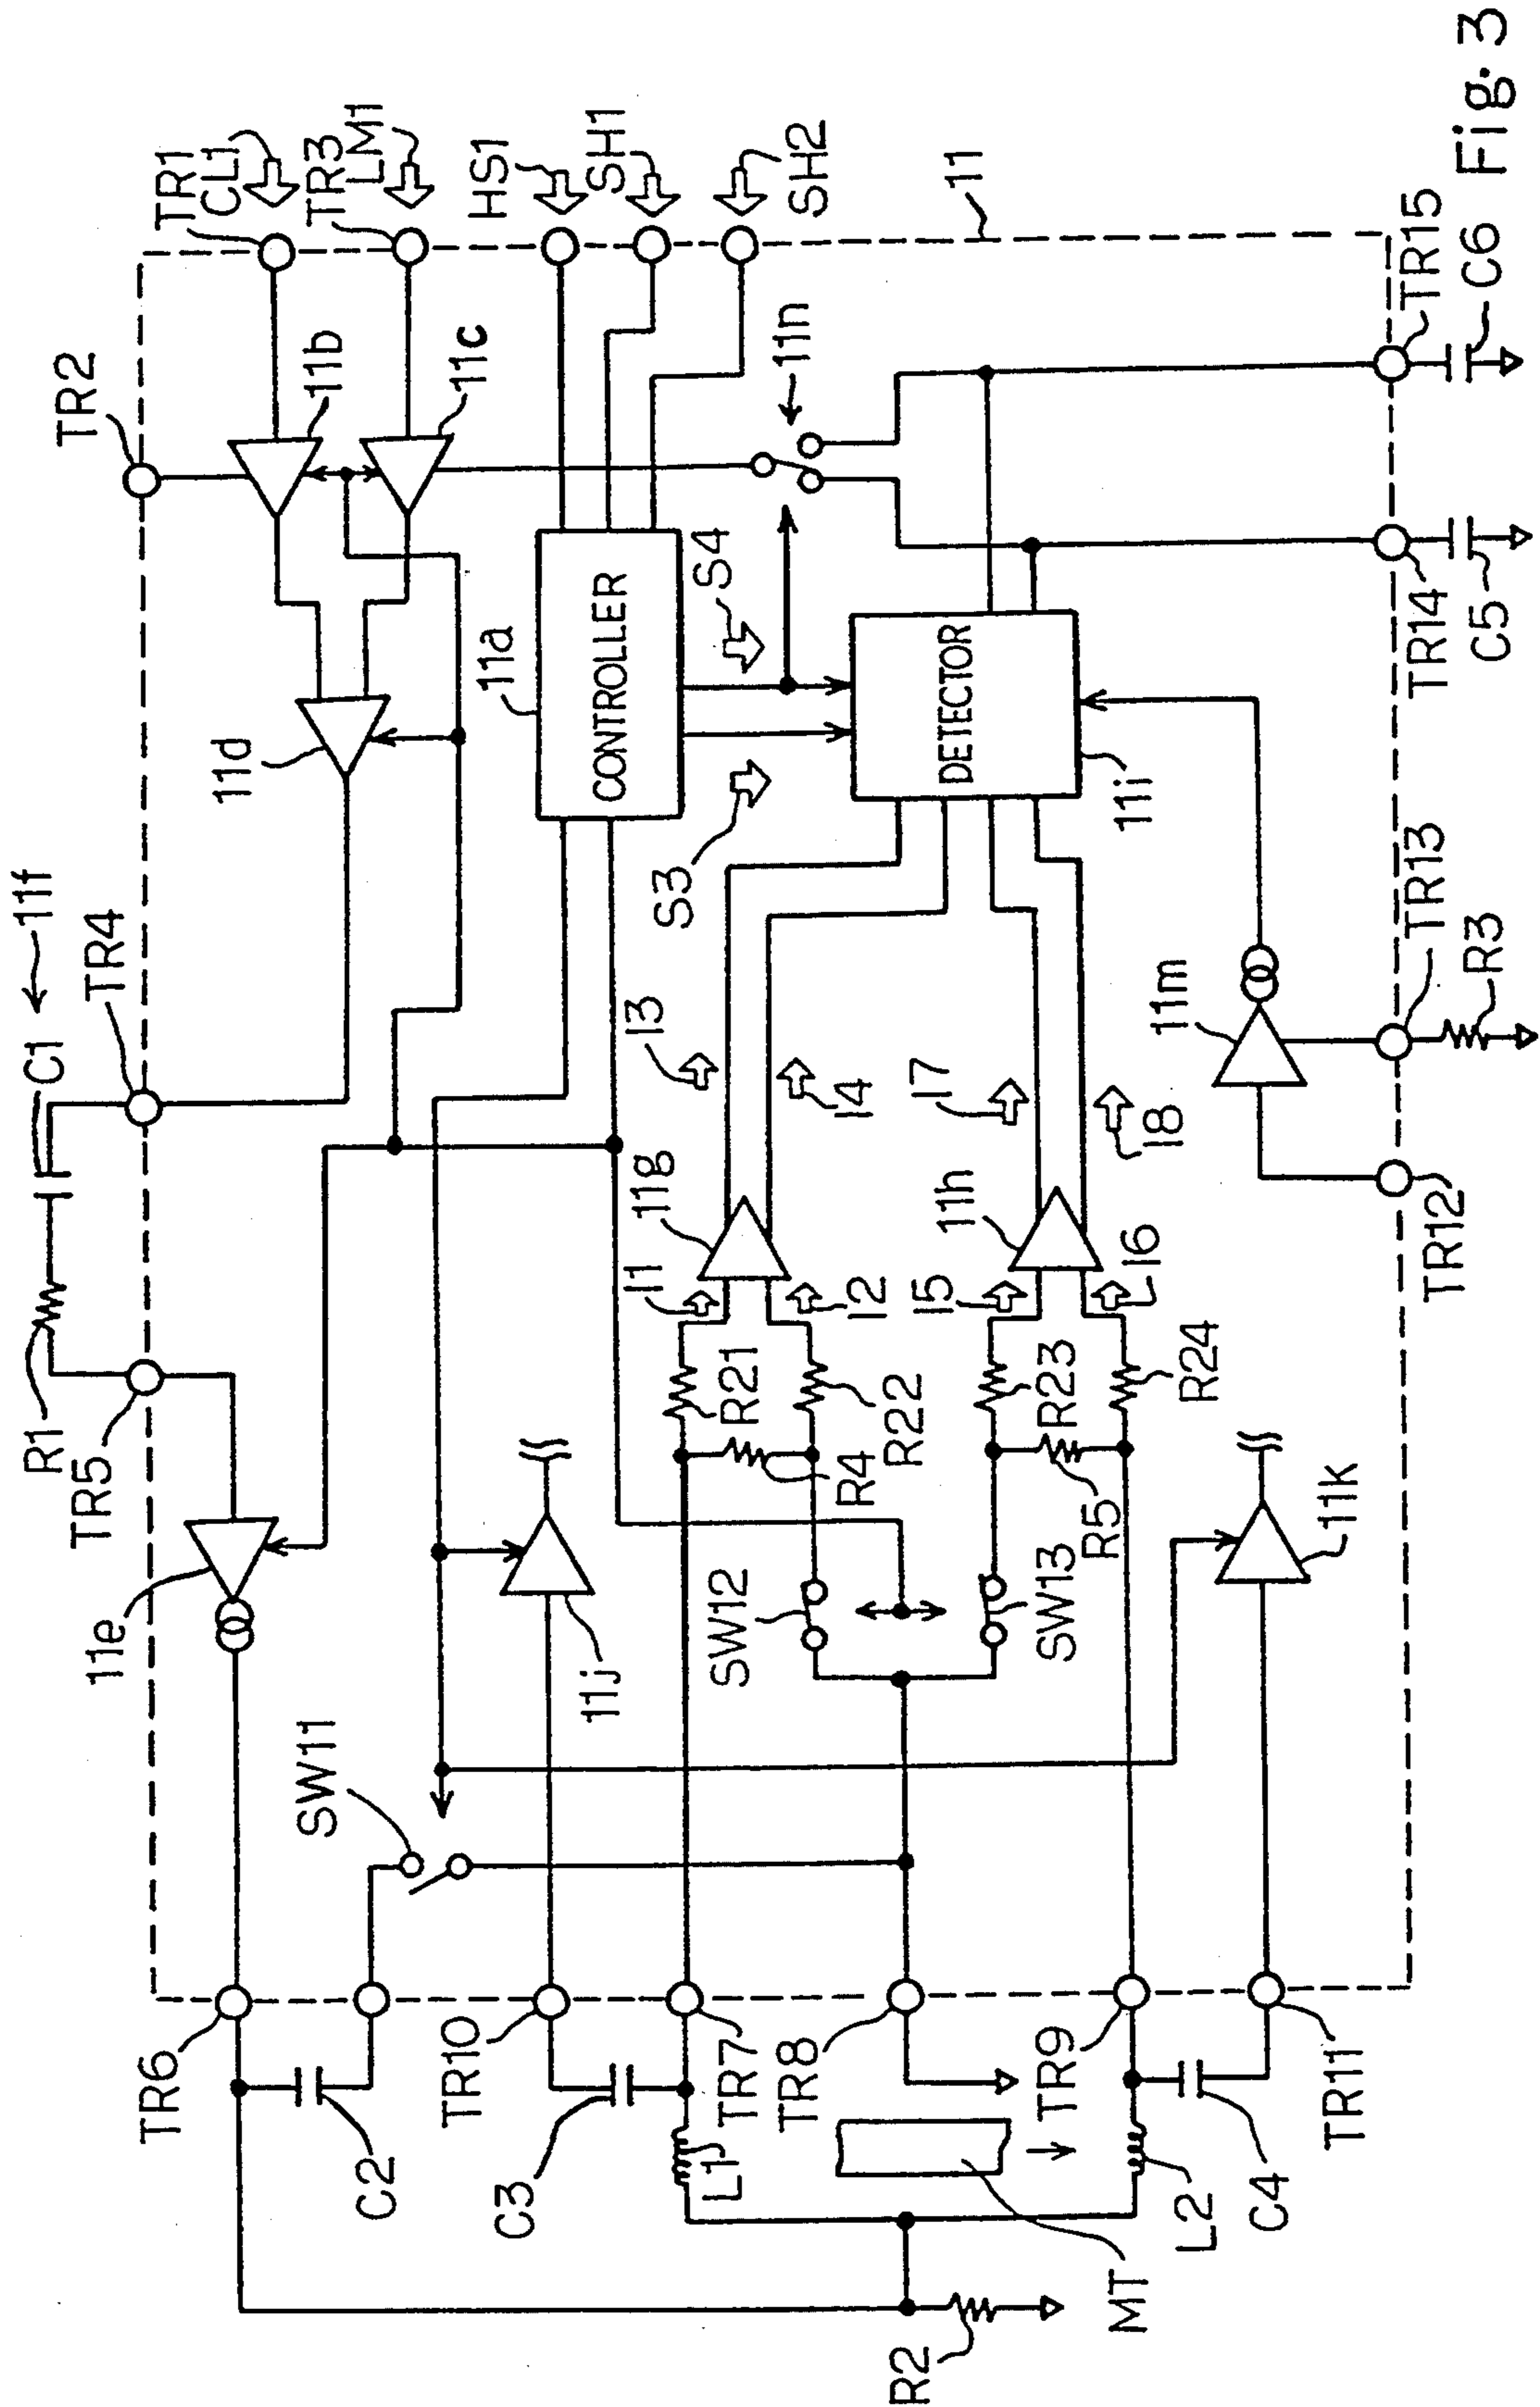 C1
11f
TR2
R1
TR5
TR4
TR1
CL1
11e
11d
11b
TR3
LM1
11c
TR6
SW11
11a
HS1
C2
CONTROLLER
SH1
TR10
11j
I3
S4
SH2
C3
I1
11g
S3
L1
TR7
R21
I4
11n
SW12
R4
R22
I2
TR8
I7
DETECTOR
11
I5
11h
R2
MT
TR9
SW13
R5
R23
I8
11i
I6
L2
R24
11m
C4
TR11
11k
TR12
TR13
TR14
TR15
R3
C5
C6
Fig. 3